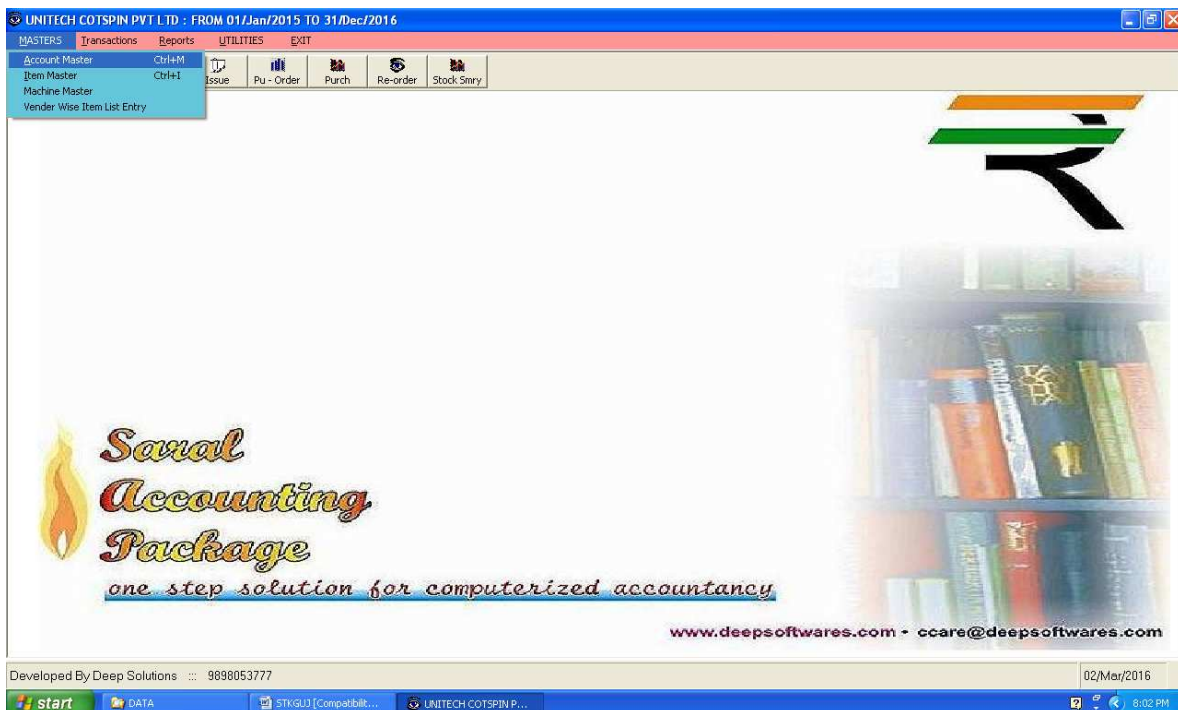 UNITECH COTSPIN PVT LTD : FROM 01/Jan/2015 TO 31/Dec/2016
MASTERS Transactions Reports UTILITIES EXIT
Account Master Ctrl+M
Item Master Ctrl+I
Machine Master
Vender Wise Item List Entry
Issue Pu - Order Purch Re-order Stock Smry
Saral
Accounting
Package
one step solution for computerized accountancy
www.deepsoftwares.com - ccare@deepsoftwares.com
Developed By Deep Solutions ::: 9898053777 02/Mar/2016
start DATA STKGUJ [Compatibilit... UNITECH COTSPIN P... 8:02 PM